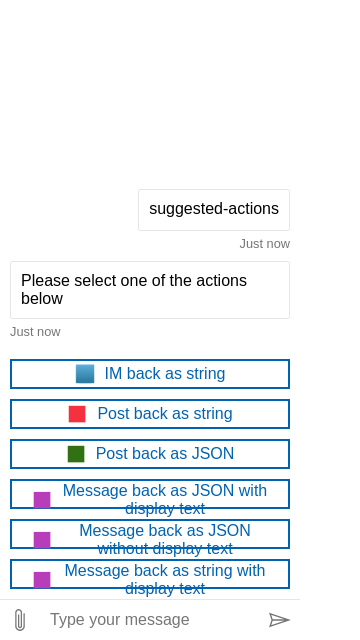 suggested-actions
Just now
Please select one of the actions
below
Just now
IM back as string
Post back as string
Post back as JSON
Message back as JSON with
display text
Message back as JSON
without display text
Message back as string with
display text
Type your message